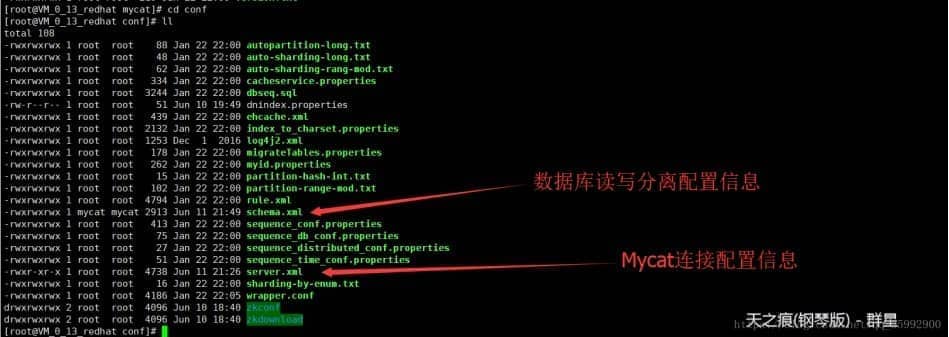 [root@VM_0_13_redhat mycat]# cd conf
[root@VM_0_13_redhat conf]# ll
total 108
-rwxrwxrwx 1 root  root    88 Jan 22 22:00 autopartition-long.txt
-rwxrwxrwx 1 root  root    48 Jan 22 22:00 auto-sharding-long.txt
-rwxrwxrwx 1 root  root    62 Jan 22 22:00 auto-sharding-rang-mod.txt
-rwxrwxrwx 1 root  root   334 Jan 22 22:00 cacheservice.properties
-rwxrwxrwx 1 root  root  3244 Jan 22 22:00 dbseq.sql
-rw-r--r-- 1 root  root    51 Jun 10 19:49 dnindex.properties
-rwxrwxrwx 1 root  root   439 Jan 22 22:00 ehcache.xml
-rwxrwxrwx 1 root  root  2132 Jan 22 22:00 index_to_charset.properties
-rwxrwxrwx 1 root  root  1253 Dec  1  2016 log4j2.xml
-rwxrwxrwx 1 root  root   178 Jan 22 22:00 migrateTables.properties
-rwxrwxrwx 1 root  root   262 Jan 22 22:00 myid.properties
-rwxrwxrwx 1 root  root    15 Jan 22 22:00 partition-hash-int.txt
-rwxrwxrwx 1 root  root   102 Jan 22 22:00 partition-range-mod.txt
-rwxrwxrwx 1 root  root  4794 Jan 22 22:00 rule.xml
数据库读写分离配置信息
-rwxrwxrwx 1 mycat mycat 2913 Jun 11 21:49 schema.xml
-rwxrwxrwx 1 root  root   413 Jan 22 22:00 sequence_conf.properties
-rwxrwxrwx 1 root  root    75 Jan 22 22:00 sequence_db_conf.properties
-rwxrwxrwx 1 root  root    27 Jan 22 22:00 sequence_distributed_conf.properties
-rwxrwxrwx 1 root  root    51 Jan 22 22:00 sequence_time_conf.properties
Mycat连接配置信息
-rwxr-xr-x 1 root  root  4738 Jun 11 21:26 server.xml
-rwxrwxrwx 1 root  root    16 Jan 22 22:00 sharding-by-enum.txt
-rwxrwxrwx 1 root  root  4186 Jan 22 22:05 wrapper.conf
drwxrwxrwx 2 root  root  4096 Jun 10 18:40 zkconf
drwxrwxrwx 2 root  root  4096 Jun 10 18:40 zkdownload
[root@VM_0_13_redhat conf]#
天之痕(钢琴版) - 群星